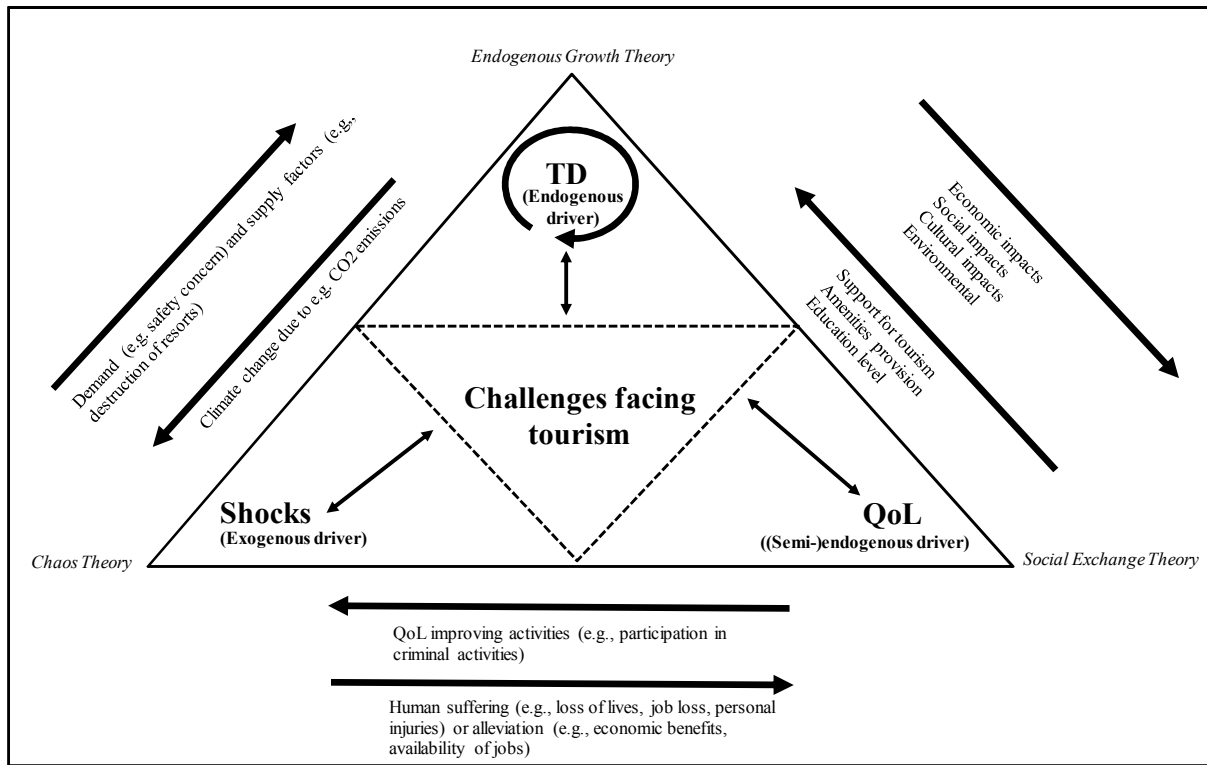 Endogenous Growth Theory
TD
(Endogenous
driver)
Demand (e.g. safety concern) and supply factors (e.g.,
destruction of resorts)
Climate change due to e.g. CO2 emissions
Economic impacts
Social impacts
Cultural impacts
Environmental
Support for tourism
Amenities provision
Education level
Challenges facing
tourism
Shocks
(Exogenous driver)
QoL
((Semi-)endogenous driver)
Chaos Theory
Social Exchange Theory
QoL improving activities (e.g., participation in
criminal activities)
Human suffering (e.g., loss of lives, job loss, personal
injuries) or alleviation (e.g., economic benefits,
availability of jobs)